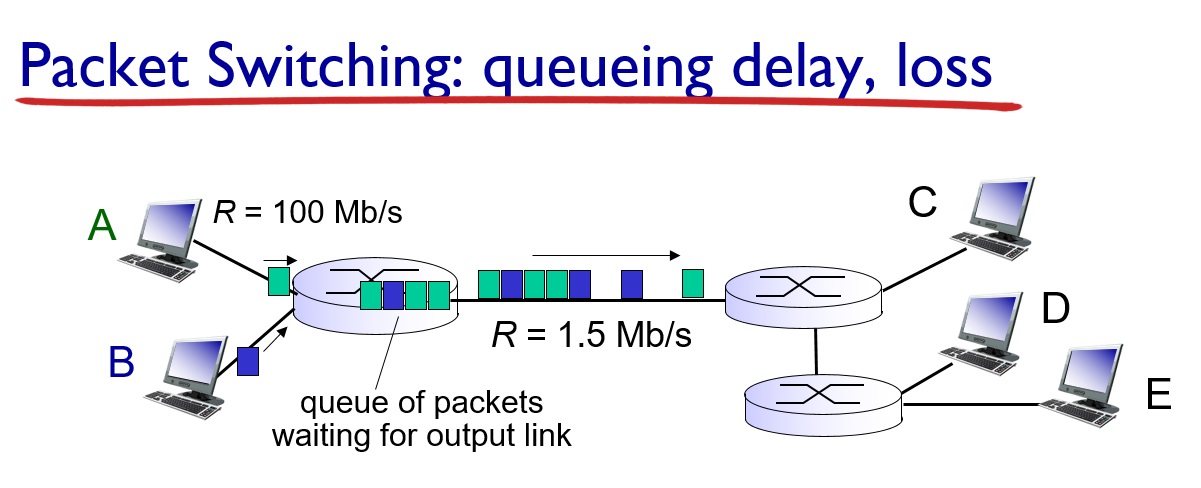 Packet Switching: queueing delay, loss
A
R = 100 Mb/s
C
D
B
R = 1.5 Mb/s
E
queue of packets
waiting for output link